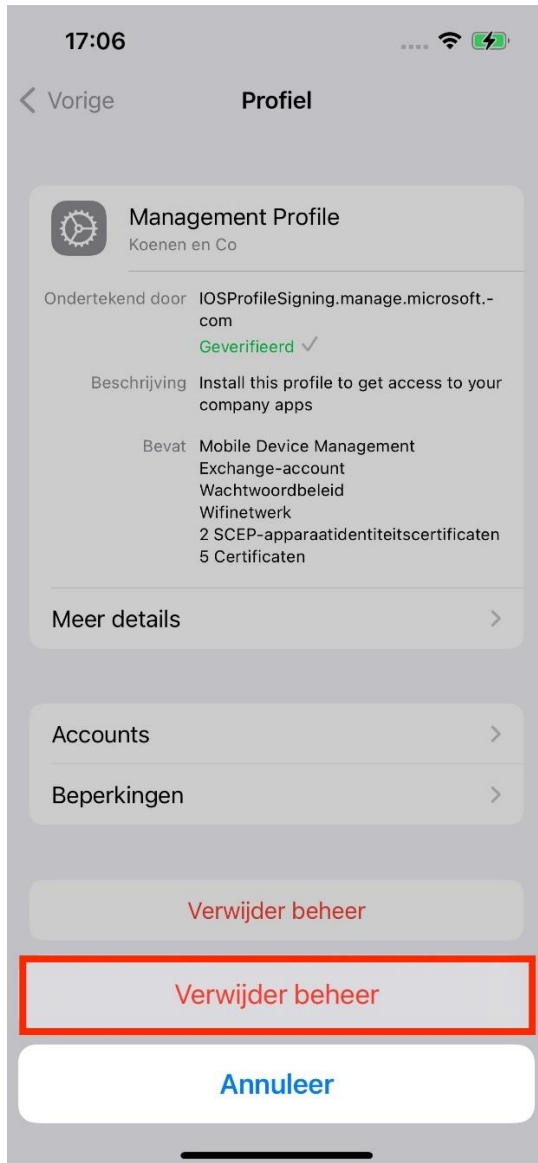 17:06
Vorige
Profiel
Management Profile
Koenen en Co
Ondertekend door IOSProfileSigning.manage.microsoft.-
com
Geverifieerd
Beschrijving Install this profile to get access to your
company apps
Bevat Mobile Device Management
Exchange-account
Wachtwoordbeleid
Wifinetwerk
2 SCEP-apparaatidentiteitscertificaten
5 Certificaten
Meer details
Accounts
Beperkingen
Verwijder beheer
Verwijder beheer
Annuleer